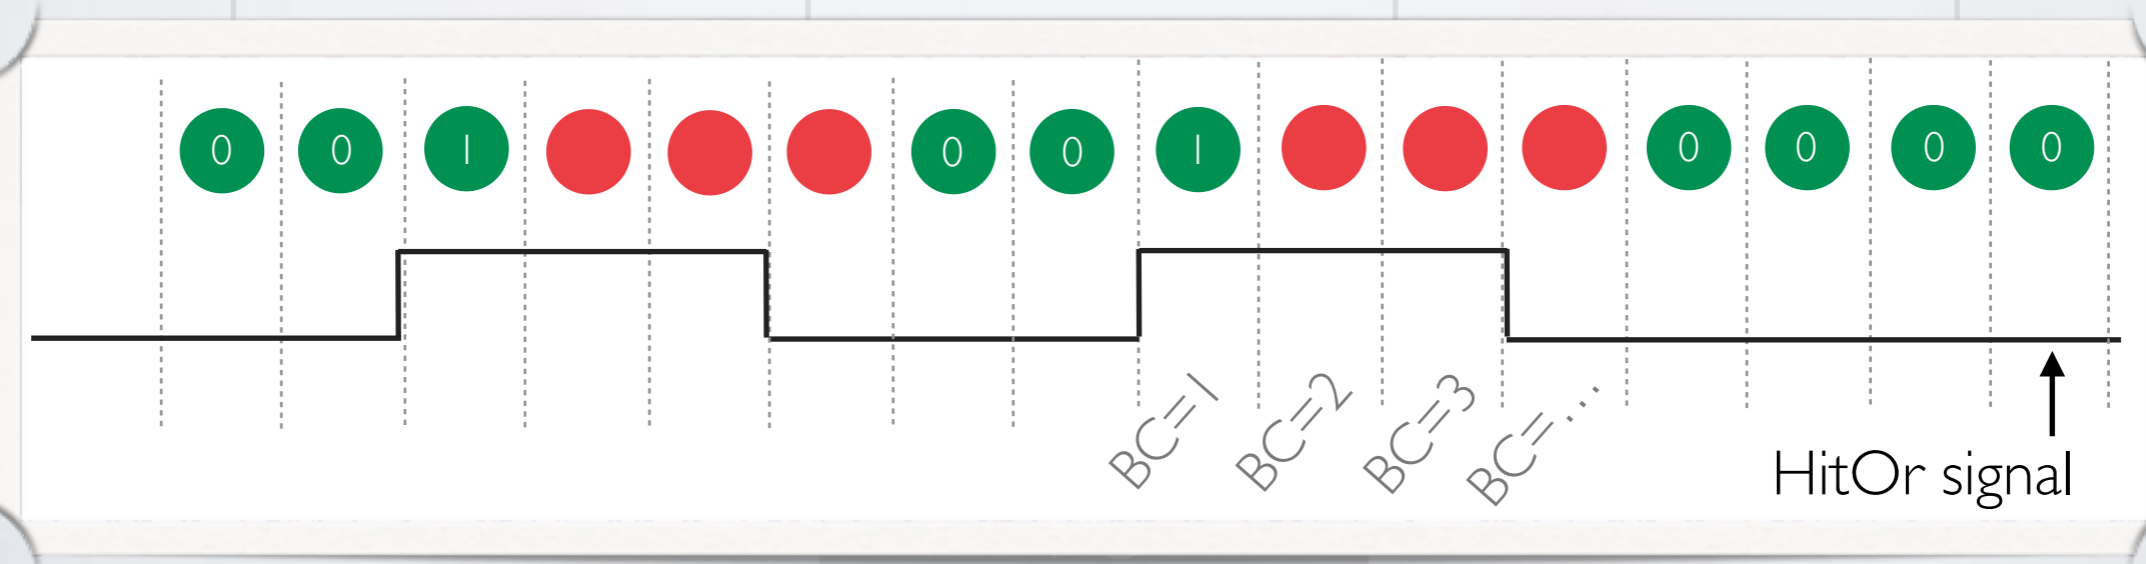 0 0 1 0 0 1 0 0 0 0
BC=1 BC=2 BC=3 BC=...
HitOr signal